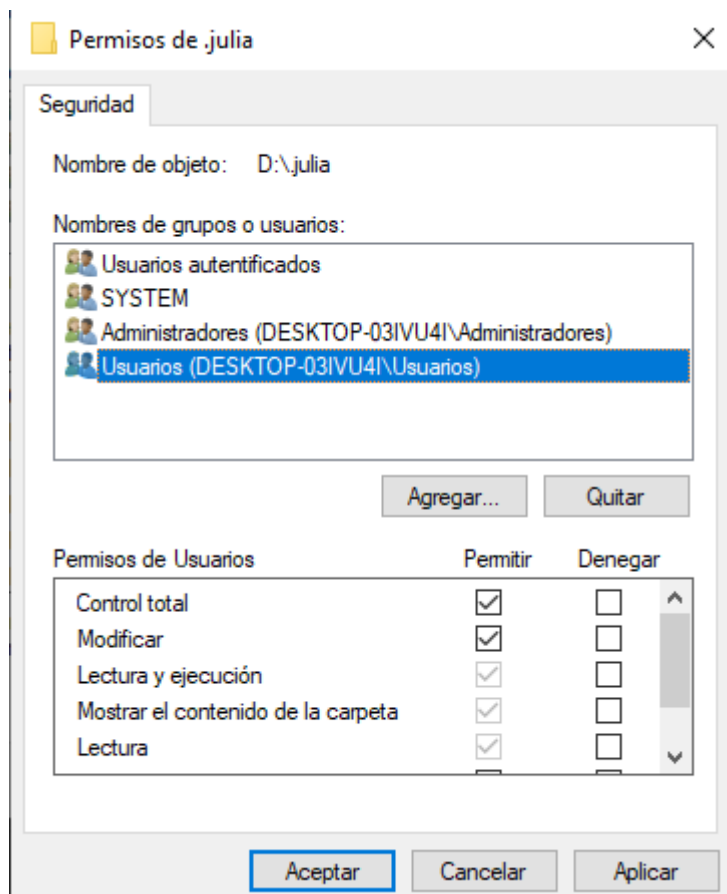 Permisos de .julia
Seguridad
Nombre de objeto: D:\.julia
Nombres de grupos o usuarios:
Usuarios autentificados
SYSTEM
Administradores (DESKTOP-03IVU4I\Administradores)
Usuarios (DESKTOP-03IVU4I\Usuarios)
Agregar... Quitar
Permisos de Usuarios Permitir Denegar
Control total
Modificar
Lectura y ejecución
Mostrar el contenido de la carpeta
Lectura
Aceptar Cancelar Aplicar